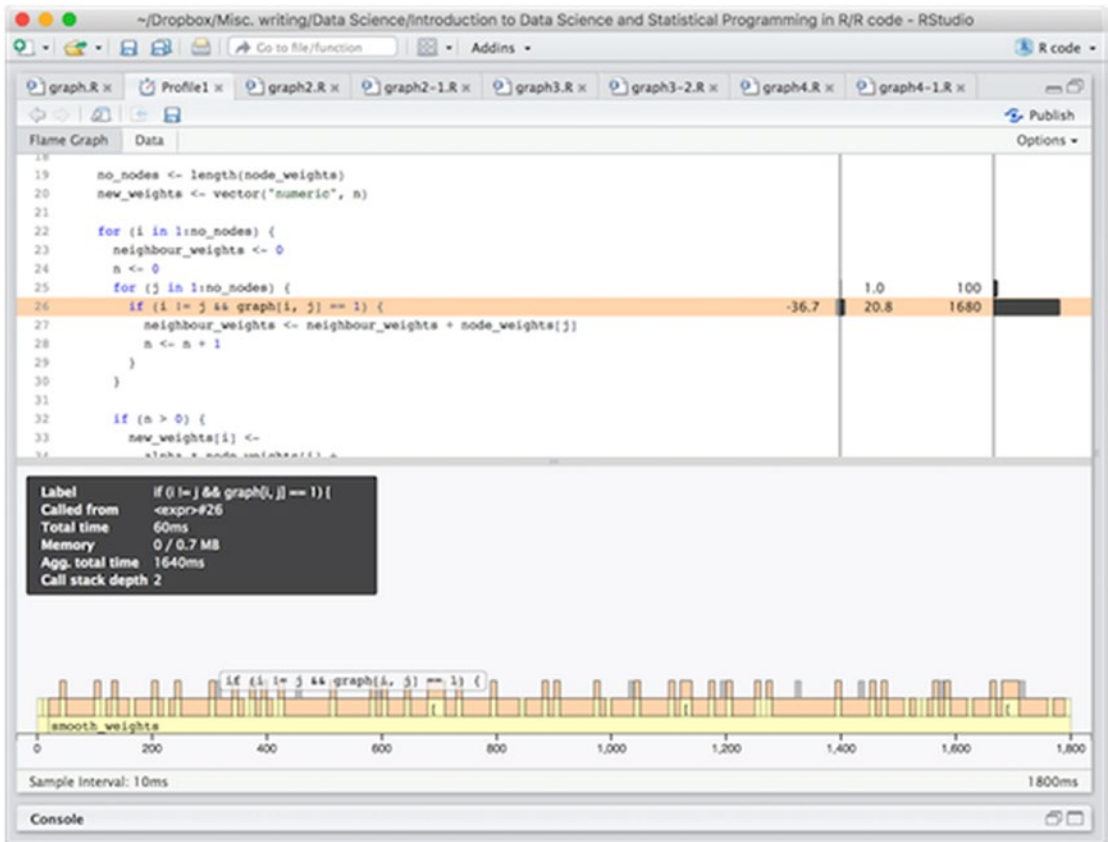 ~/Dropbox/Misc. writing/Data Science/Introduction to Data Science and Statistical Programming in R/R code - RStudio
Go to file/function Addins R code
graph.R Profile1 graph2.R graph2-1.R graph3.R graph3-2.R graph4.R graph4-1.R
Publish
Flame Graph Data Options
18
19 no_nodes <- length(node_weights)
20 new_weights <- vector("numeric", n)
21
22 for (i in 1:no_nodes) {
23 neighbour_weights <- 0
24 n <- 0
25 for (j in 1:no_nodes) { 1.0 100
26 if (i != j && graph[i, j] == 1) { -36.7 20.8 1680
27 neighbour_weights <- neighbour_weights + node_weights[j]
28 n <- n + 1
29 }
30 }
31
32 if (n > 0) {
33 new_weights[i] <-
34 alpha * node_weights[i] +
Label if (i != j && graph[i, j] == 1) {
Called from <expr>#26
Total time 60ms
Memory 0 / 0.7 MB
Agg. total time 1640ms
Call stack depth 2
if (i != j && graph[i, j] == 1) {
[ [ [
smooth_weights
0 200 400 600 800 1,000 1,200 1,400 1,600 1,800
Sample Interval: 10ms 1800ms
Console